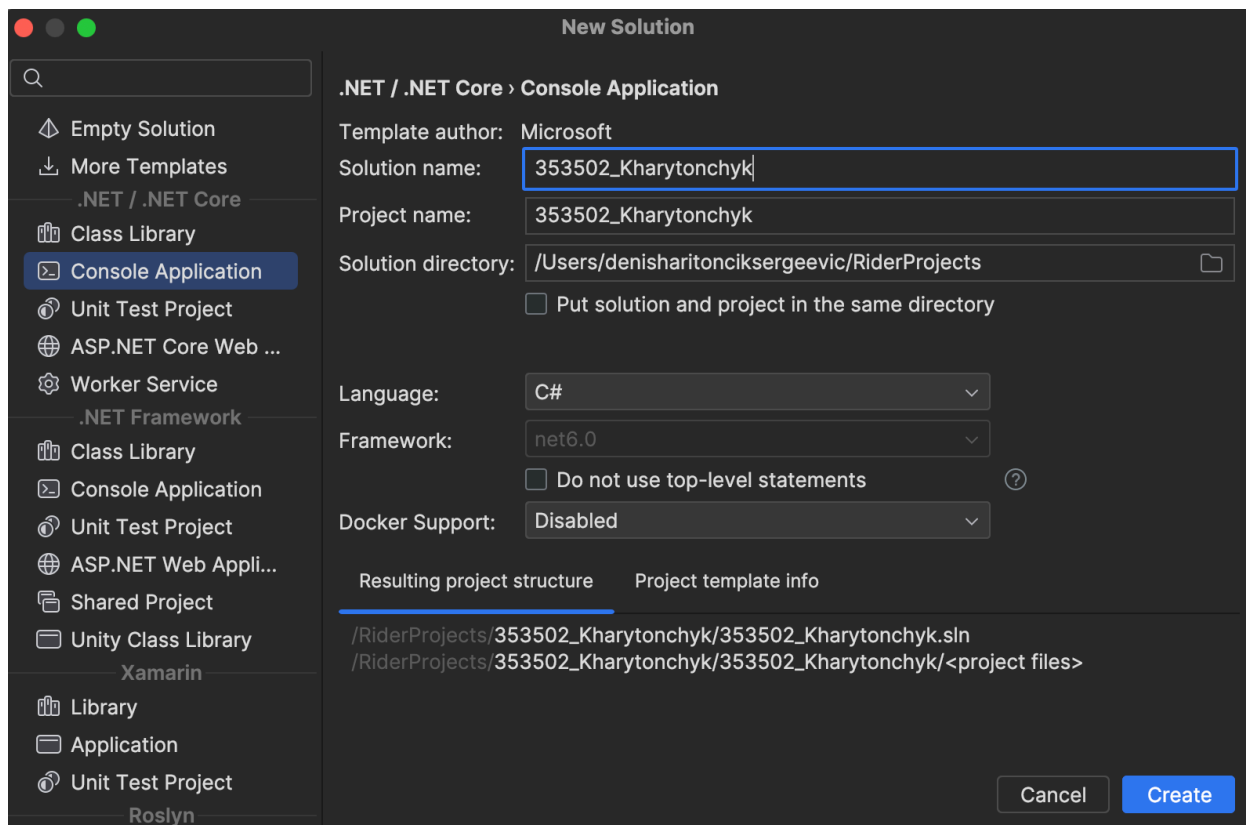 New Solution
Empty Solution
More Templates
.NET / .NET Core
Class Library
Console Application
Unit Test Project
ASP.NET Core Web ...
Worker Service
.NET Framework
Class Library
Console Application
Unit Test Project
ASP.NET Web Appli...
Shared Project
Unity Class Library
Xamarin
Library
Application
Unit Test Project
Roslyn
.NET / .NET Core › Console Application
Template author: Microsoft
Solution name: 353502_Kharytonchyk
Project name: 353502_Kharytonchyk
Solution directory: /Users/denisharitonciksergeevic/RiderProjects
Put solution and project in the same directory
Language: C#
Framework: net6.0
Do not use top-level statements ?
Docker Support: Disabled
Resulting project structure Project template info
/RiderProjects/353502_Kharytonchyk/353502_Kharytonchyk.sln
/RiderProjects/353502_Kharytonchyk/353502_Kharytonchyk/<project files>
Cancel Create